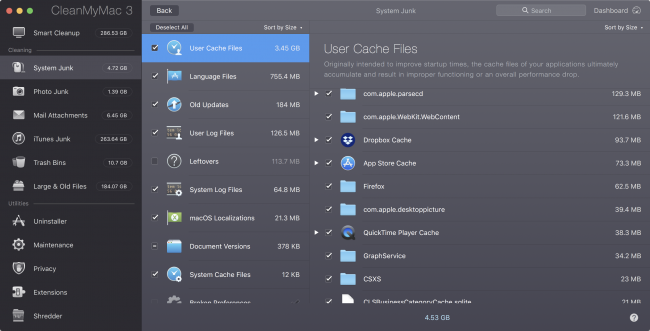 CleanMyMac 3
Back
System Junk
Search
Dashboard
Smart Cleanup 286.53 GB
Cleaning
System Junk 4.72 GB
Photo Junk 1.39 GB
Mail Attachments 6.45 GB
iTunes Junk 263.64 GB
Trash Bins 10.7 GB
Large & Old Files 184.07 GB
Utilities
Uninstaller
Maintenance
Privacy
Extensions
Shredder
Deselect All Sort by Size
User Cache Files 3.45 GB
Language Files 755.4 MB
Old Updates 184 MB
User Log Files 126.5 MB
Leftovers 113.7 MB
System Log Files 64.8 MB
macOS Localizations 21.3 MB
Document Versions 378 KB
System Cache Files 12 KB
Broken Preferences
Sort by Size
User Cache Files
Originally intended to improve startup times, the cache files of your applications ultimately
accumulate and result in improper functioning or an overall performance drop.
com.apple.parsecd 129.3 MB
com.apple.WebKit.WebContent 121.6 MB
Dropbox Cache 93.7 MB
App Store Cache 73.3 MB
Firefox 62.5 MB
com.apple.desktoppicture 39.4 MB
QuickTime Player Cache 38.3 MB
GraphService 34.2 MB
CSXS 23 MB
CLSBusinessCategoryCache.sqlite
4.53 GB
?